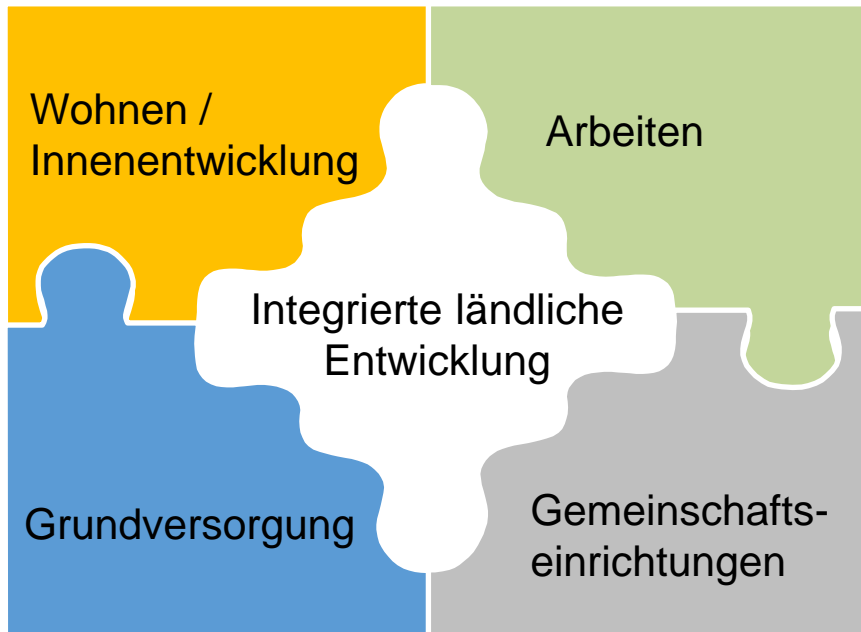 Wohnen /
Innenentwicklung
Arbeiten
Integrierte ländliche
Entwicklung
Grundversorgung
Gemeinschafts-
einrichtungen